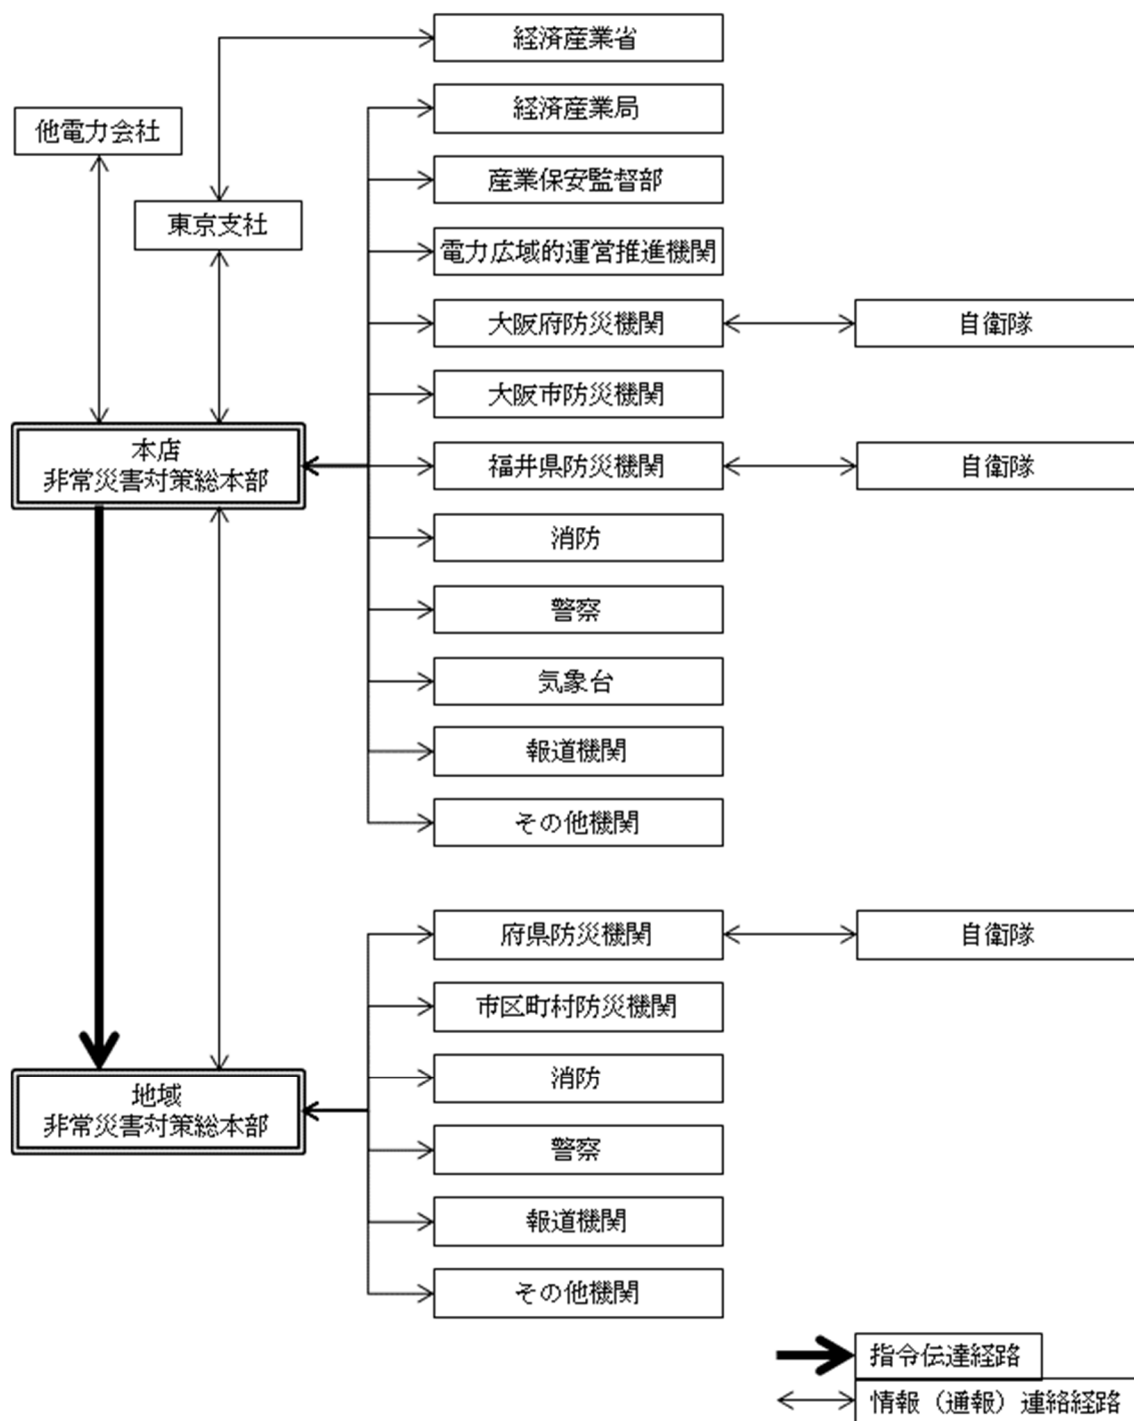 経済産業省
経済産業局
他電力会社
産業保安監督部
東京支社
電力広域的運営推進機関
大阪府防災機関
自衛隊
大阪市防災機関
本店
非常災害対策総本部
福井県防災機関
自衛隊
消防
警察
気象台
報道機関
その他機関
府県防災機関
自衛隊
市区町村防災機関
消防
地域
非常災害対策総本部
警察
報道機関
その他機関
指令伝達経路
情報（通報）連絡経路